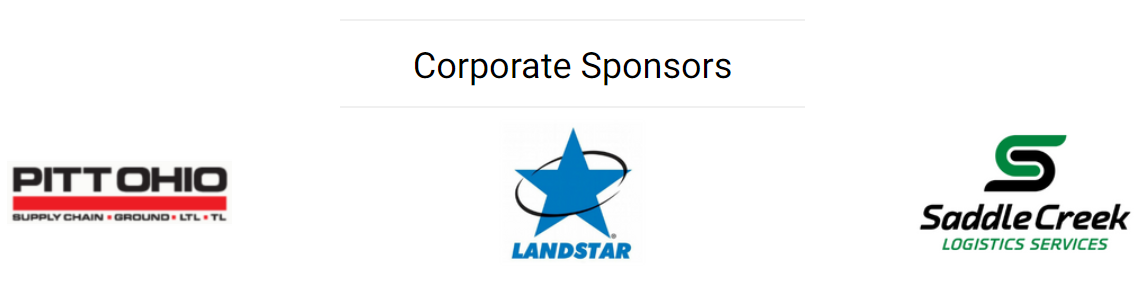 Corporate Sponsors
PITT OHIO
SUPPLY CHAIN ▪ GROUND ▪ LTL ▪ TL
LANDSTAR®
Saddle Creek
LOGISTICS SERVICES